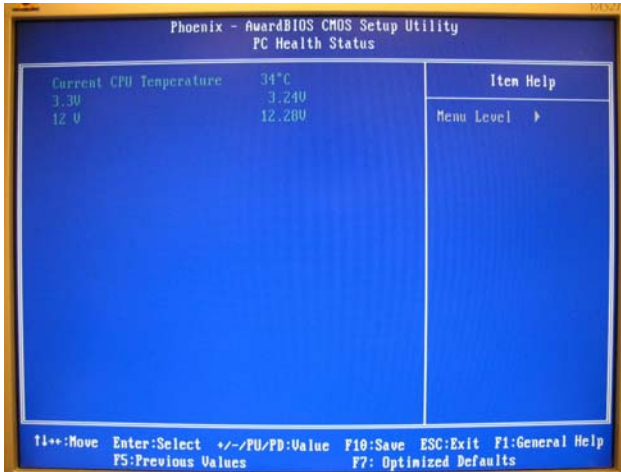 Phoenix - AwardBIOS CMOS Setup Utility
PC Health Status
Current CPU Temperature 34°C
3.3V 3.24V
12 V 12.28V
Item Help
Menu Level ▸
↑↓→←:Move Enter:Select +/-/PU/PD:Value F10:Save ESC:Exit F1:General Help
F5:Previous Values F7: Optimized Defaults